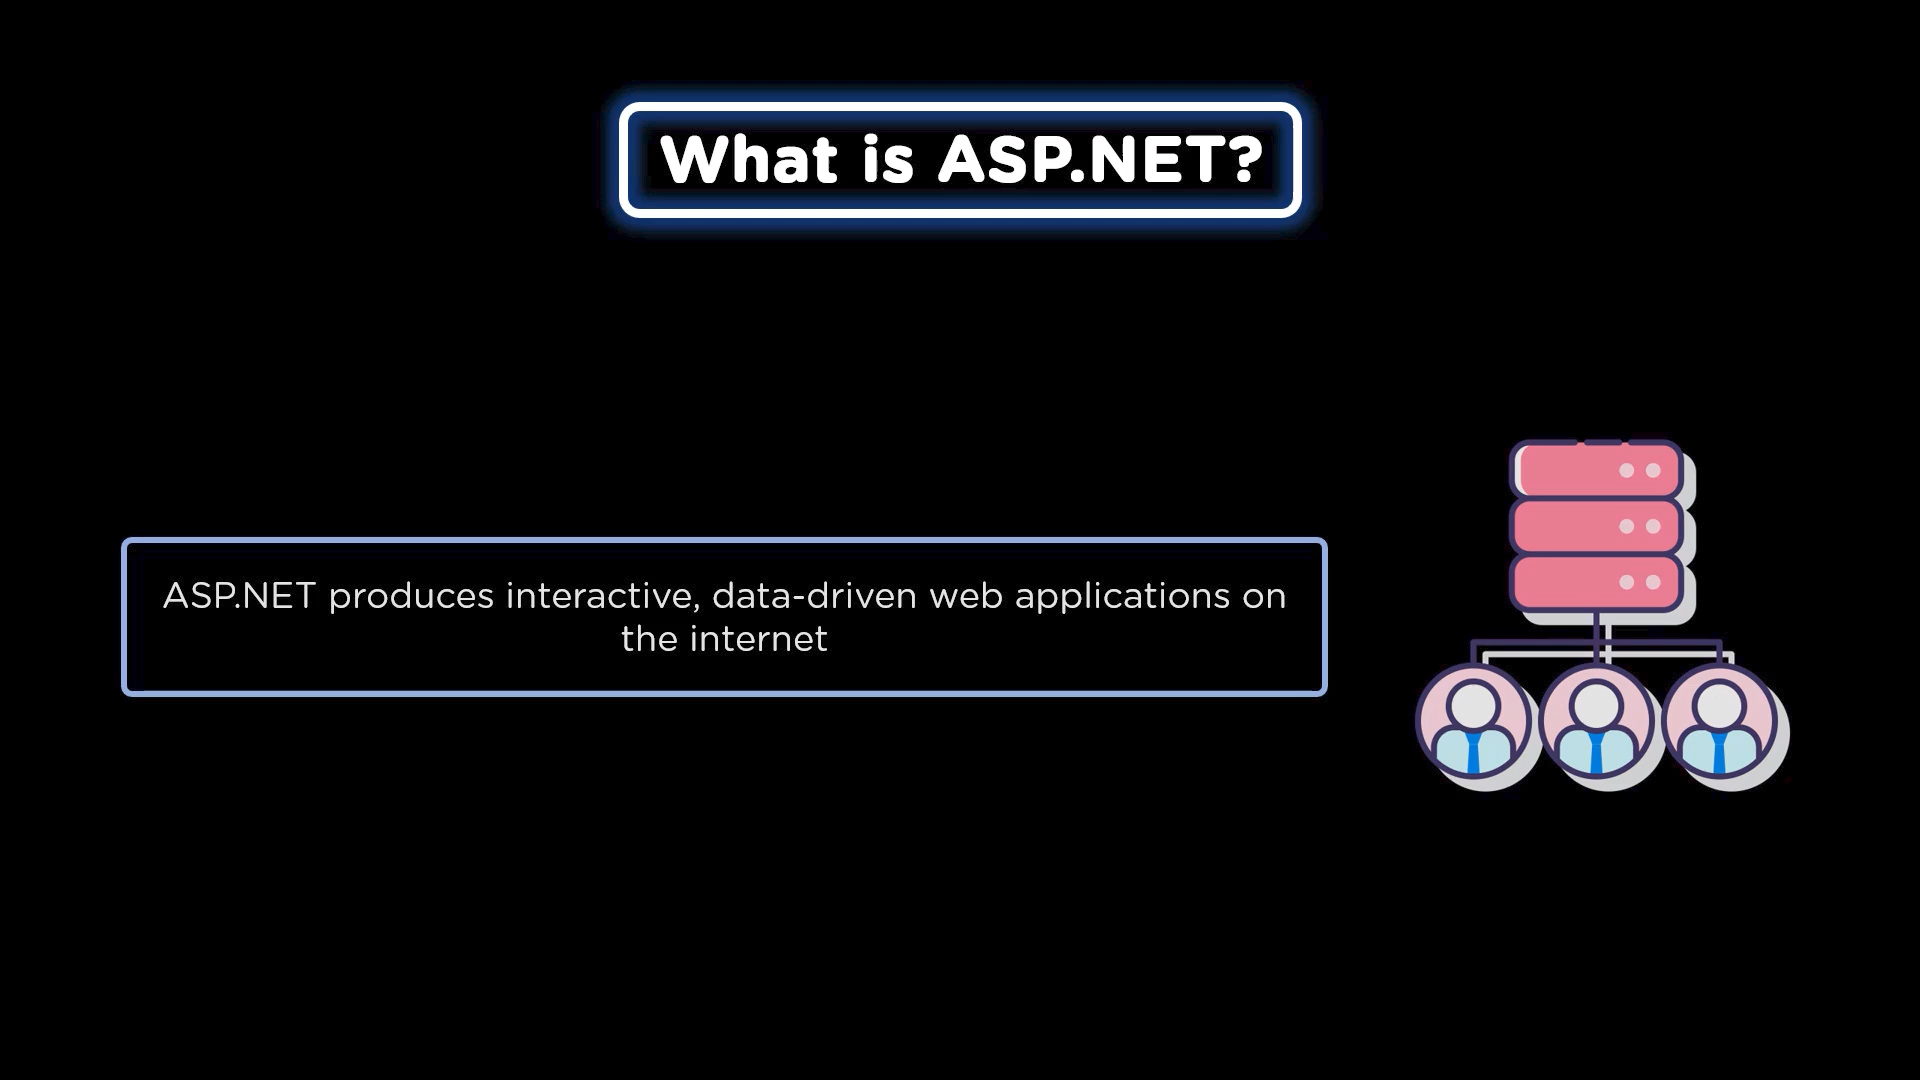 What is ASP.NET?
ASP.NET produces interactive, data-driven web applications on
the internet